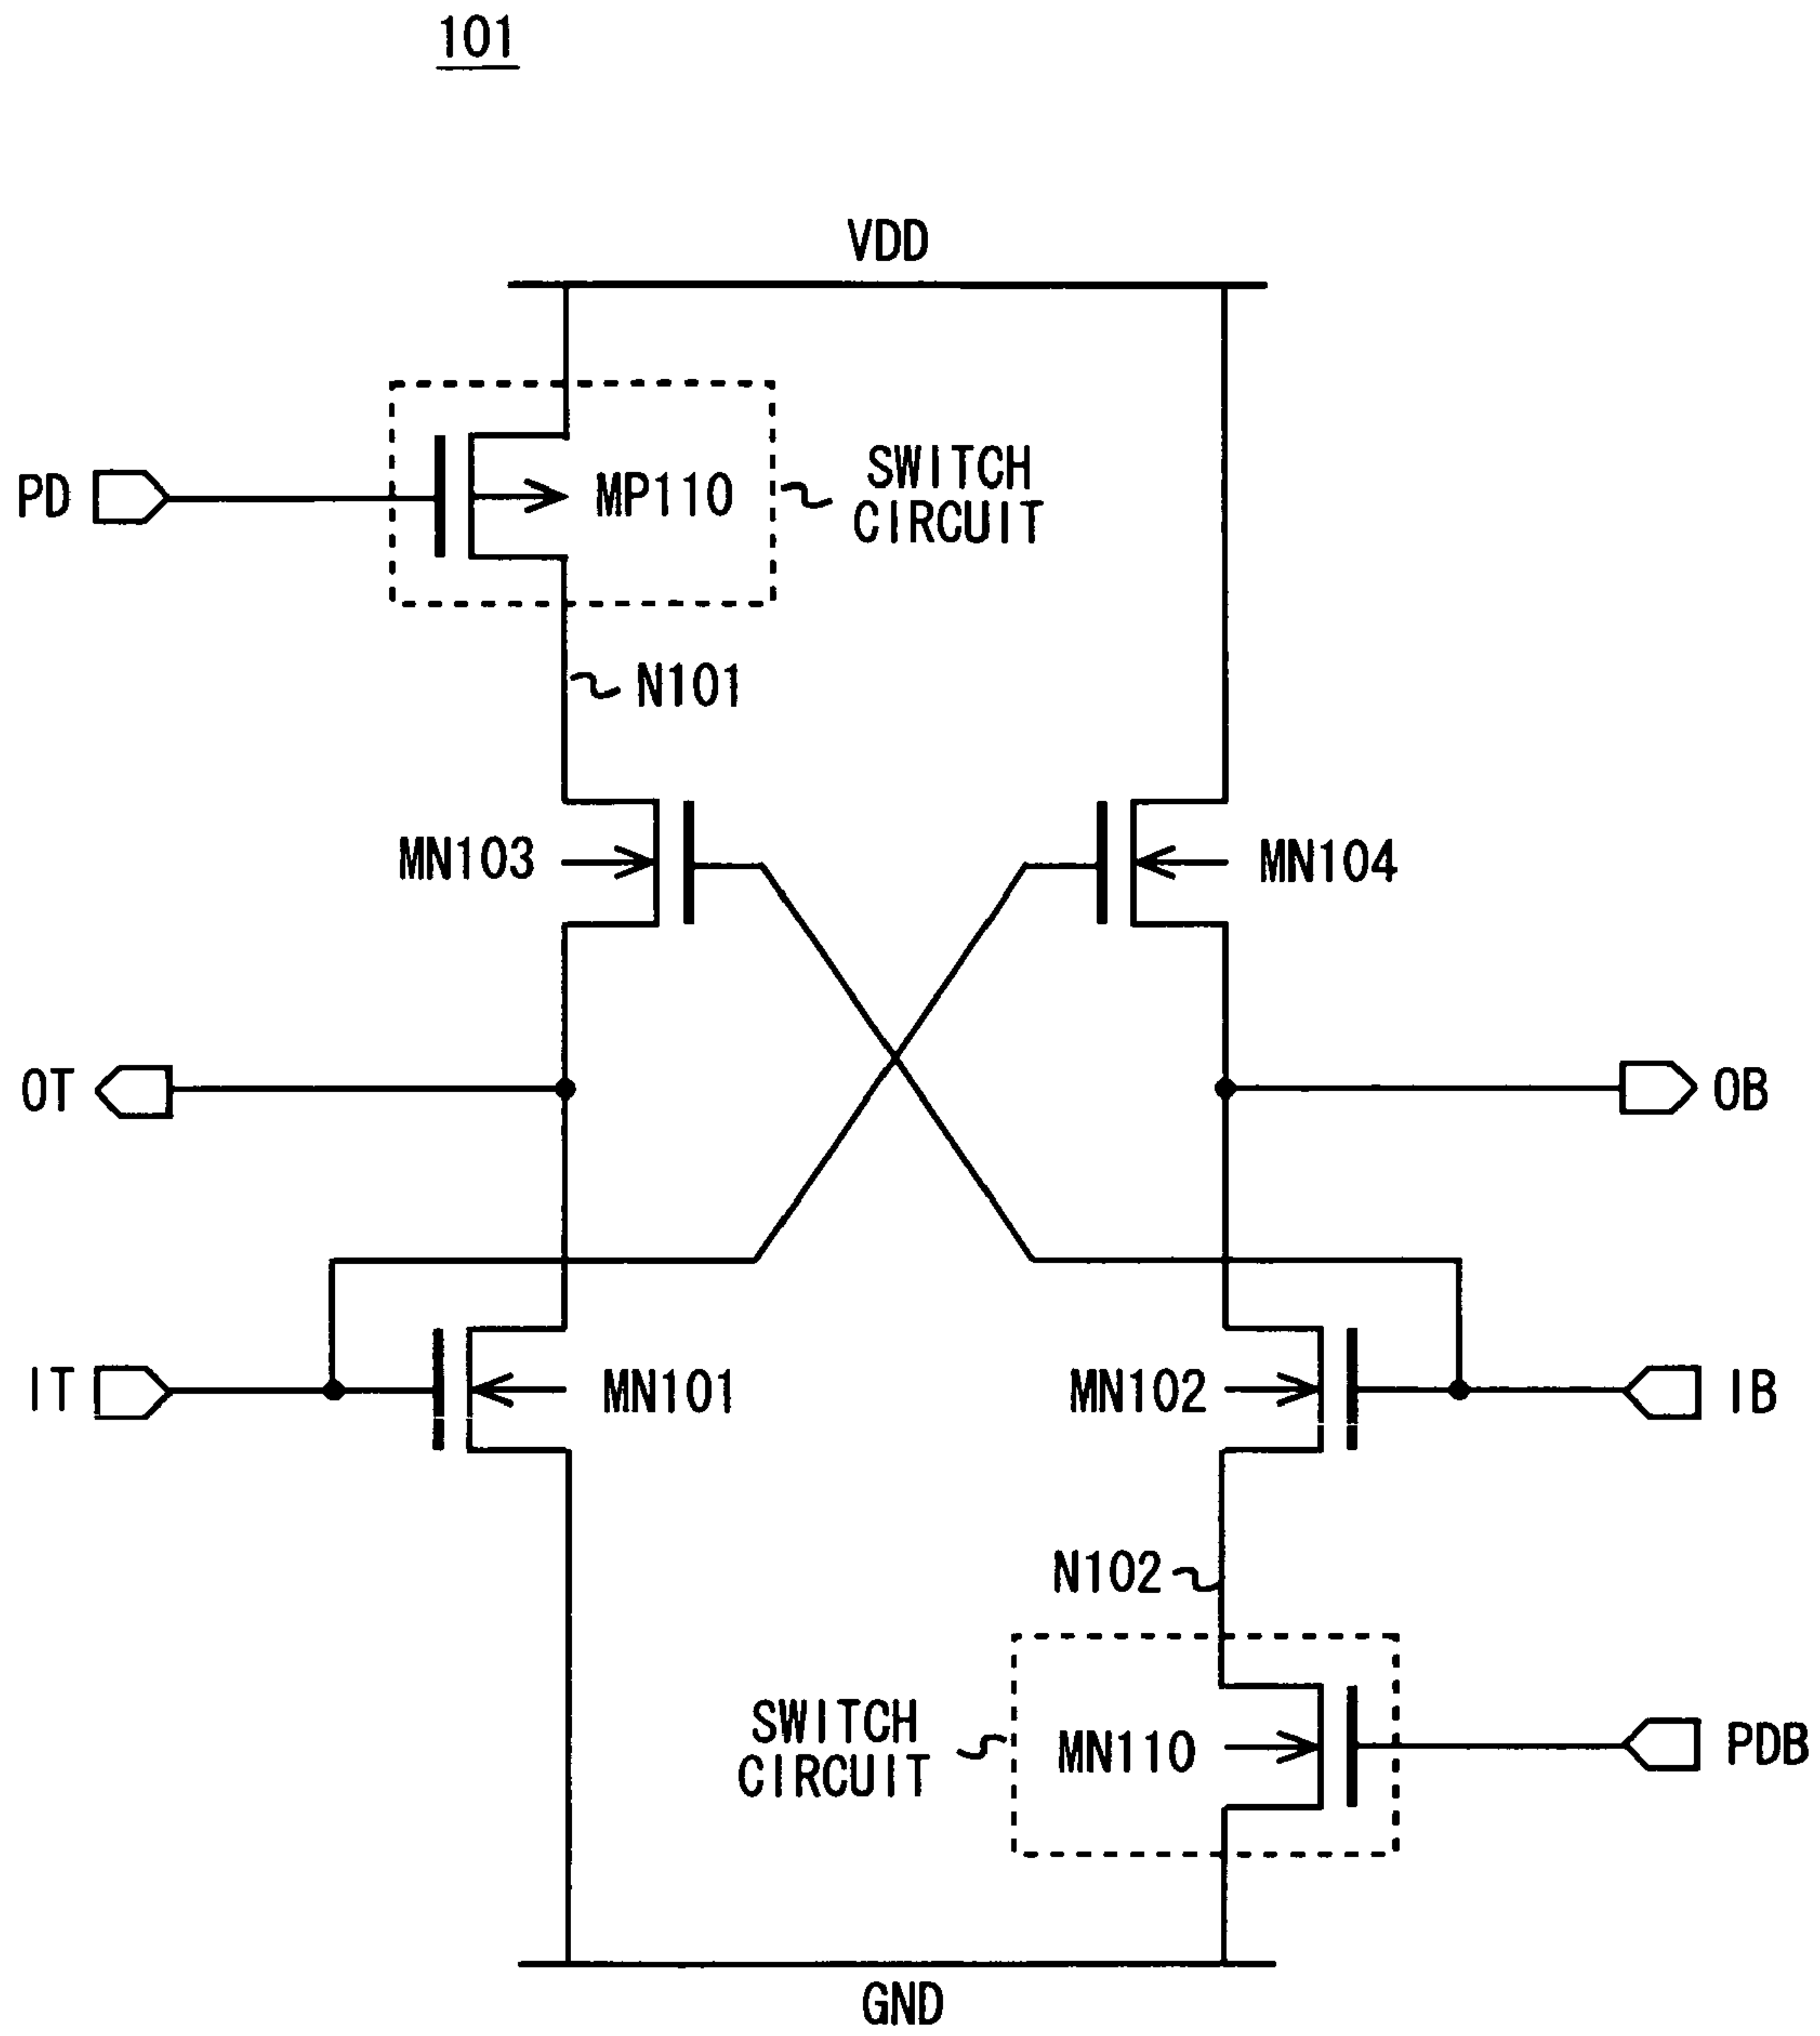 101
VDD
PD
MP110
SWITCH
CIRCUIT
N101
MN103
MN104
OT
OB
IT
MN101
MN102
IB
N102
SWITCH
CIRCUIT
MN110
PDB
GND